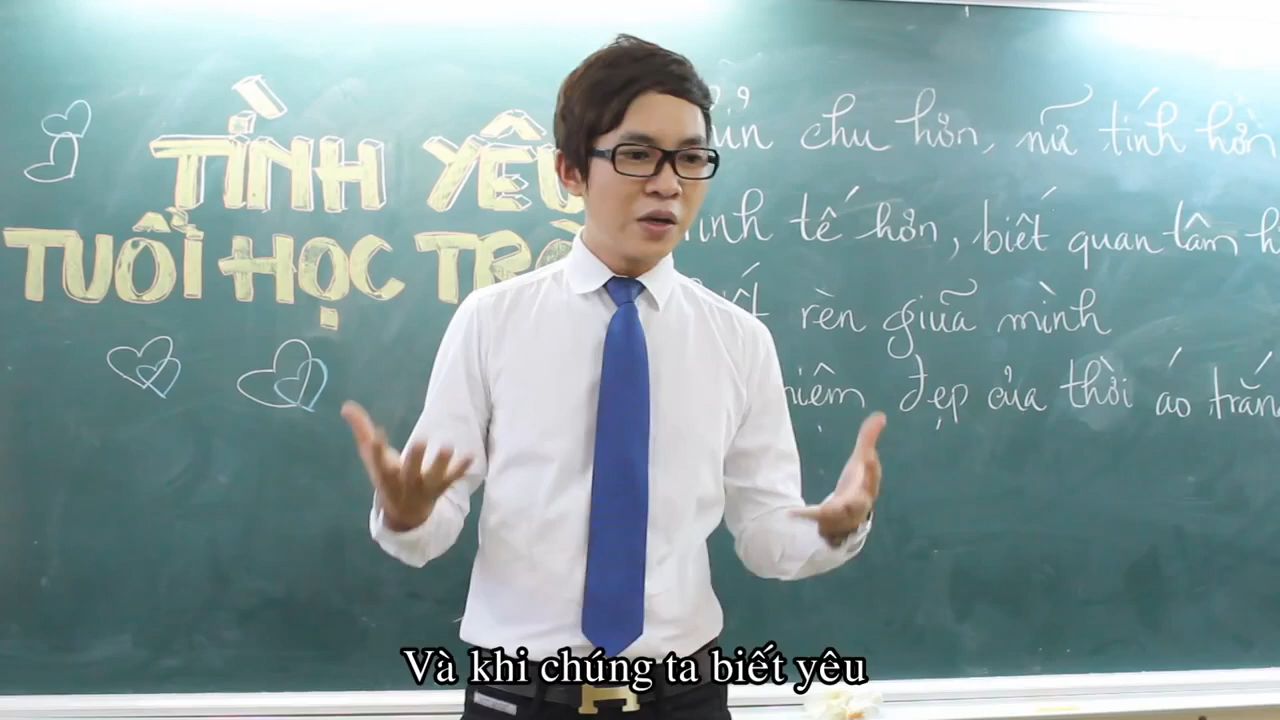 TÌNH YÊU
TUỔI HỌC TRÒ
chu hơn, nữ tính hơn
tế hơn, biết quan tâm
rèn giũa mình
đẹp của thời áo trắng
Và khi chúng ta biết yêu